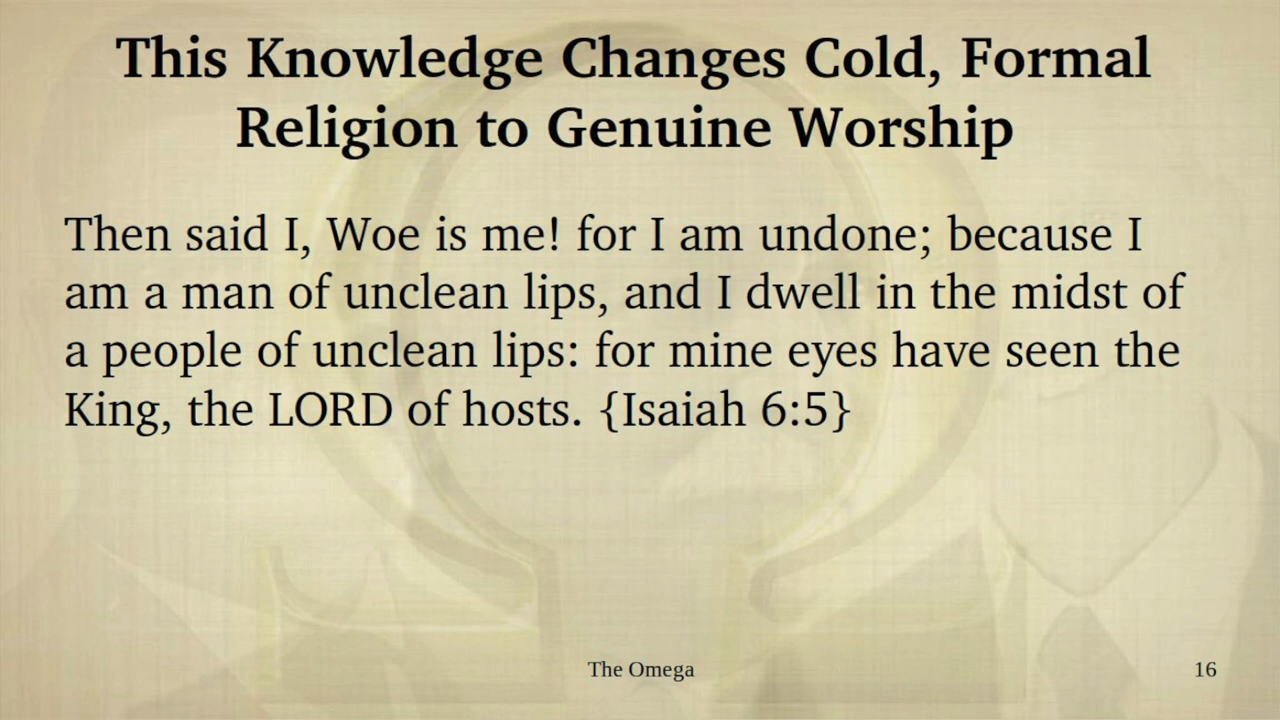 This Knowledge Changes Cold, Formal
Religion to Genuine Worship
Then said I, Woe is me! for I am undone; because I
am a man of unclean lips, and I dwell in the midst of
a people of unclean lips: for mine eyes have seen the
King, the LORD of hosts. {Isaiah 6:5}
The Omega
16